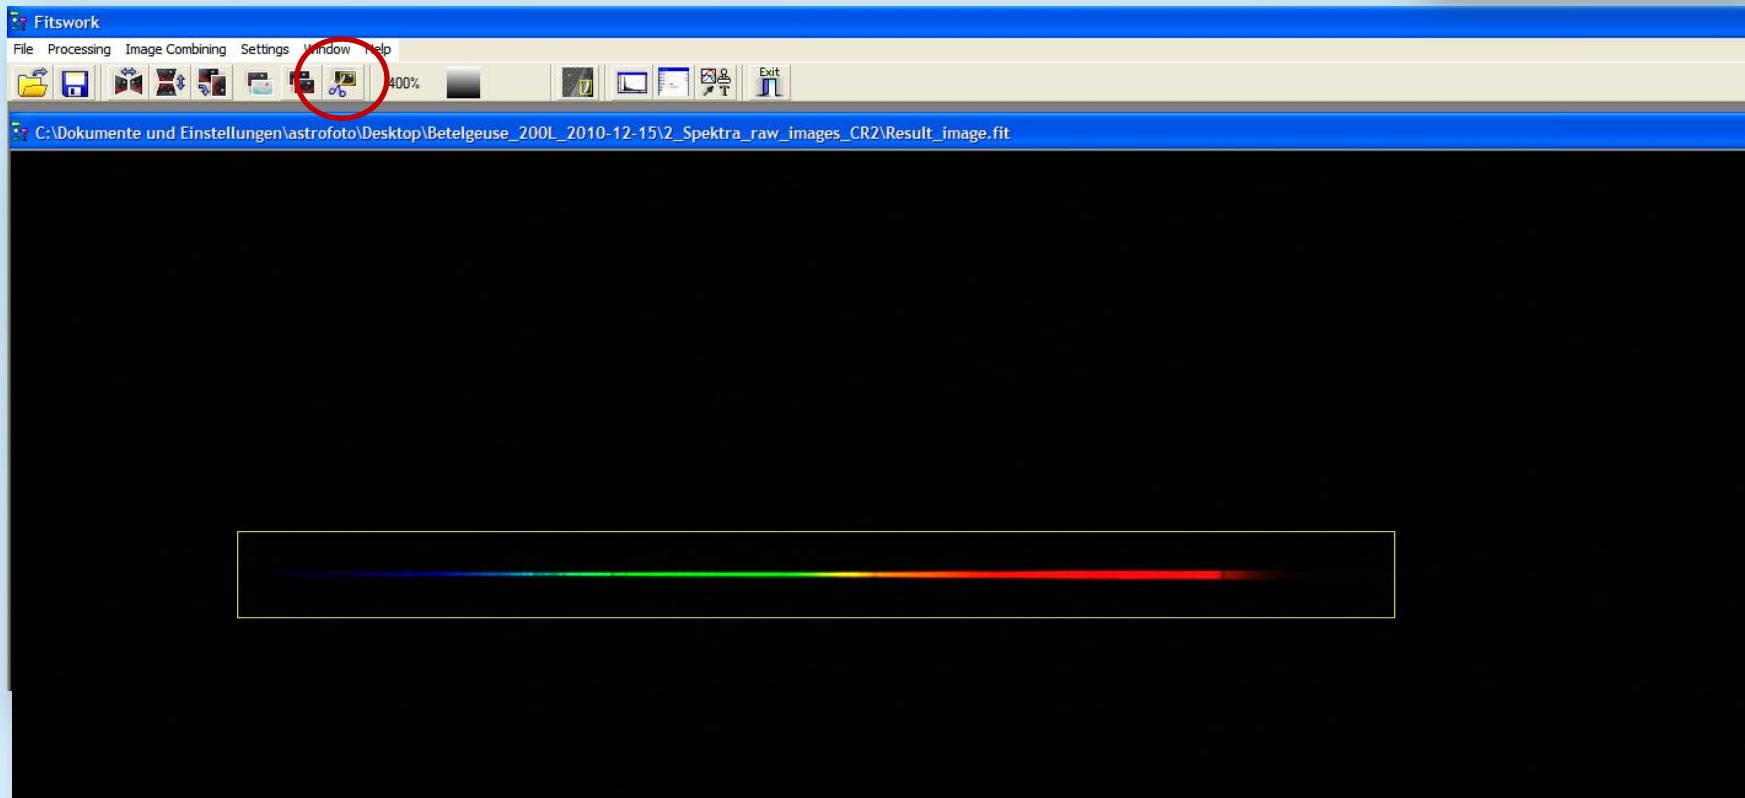 Fitswork
File Processing Image Combining Settings Window Help
400% Exit
T
C:\Dokumente und Einstellungen\astrofoto\Desktop\Betelgeuse_200L_2010-12-15\2_Spektra_raw_images_CR2\Result_image.fit